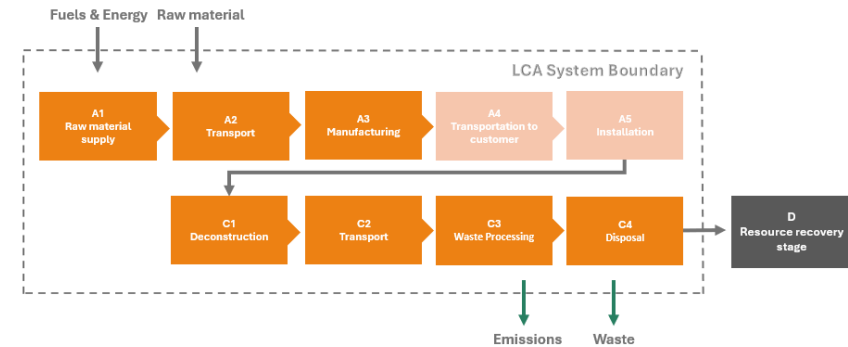 Fuels & Energy Raw material
LCA System Boundary
A1
Raw material
supply
A2
Transport
A3
Manufacturing
A4
Transportation to
customer
A5
Installation
C1
Deconstruction
C2
Transport
C3
Waste Processing
C4
Disposal
D
Resource recovery
stage
Emissions
Waste